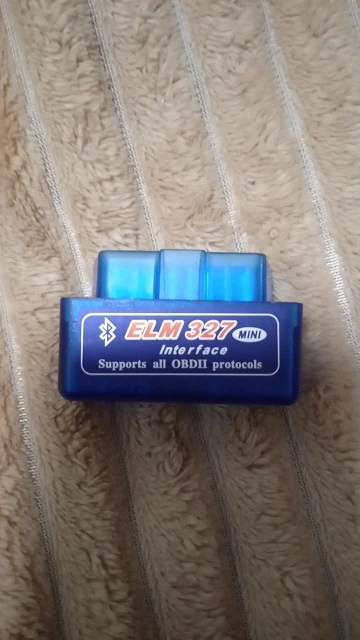 ELM 327 MINI
Interface
Supports all OBDII protocols